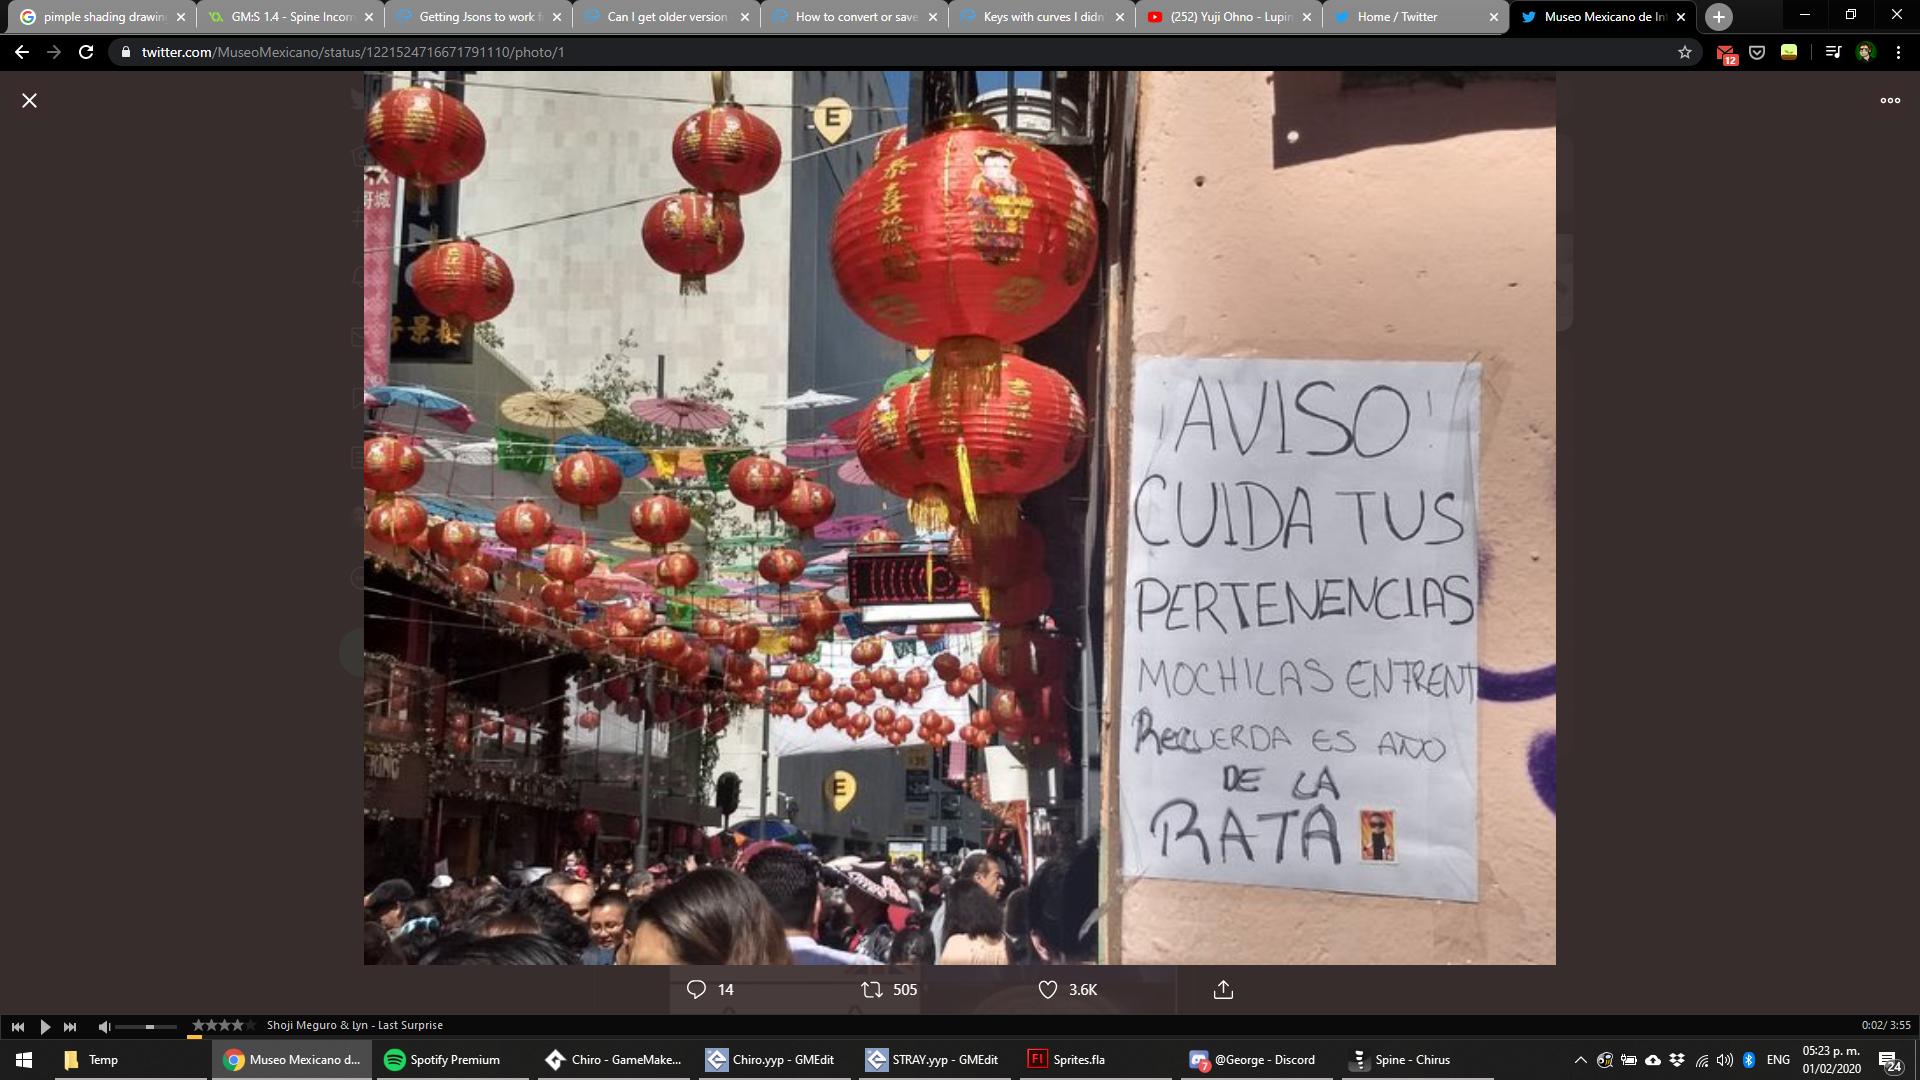 pimple shading drawin
GM:S 1.4 - Spine Incom
Getting Jsons to work f
Can I get older version
How to convert or save
Keys with curves I didn
(252) Yuji Ohno - Lupin
Home / Twitter
Museo Mexicano de In
twitter.com/MuseoMexicano/status/1221524716671791110/photo/1
12
E
恭喜發
¡AVISO!
CUIDA TUS
PERTENENCIAS
MOCHILAS ENFRENT
RECUERDA ES AÑO
DE LA
RATA
E
14
505
3.6K
Shoji Meguro & Lyn - Last Surprise
0:02/ 3:55
Temp
Museo Mexicano d...
Spotify Premium
Chiro - GameMake...
Chiro.yyp - GMEdit
STRAY.yyp - GMEdit
Sprites.fla
7
@George - Discord
Spine - Chirus
ENG
05:23 p. m.
01/02/2020
24